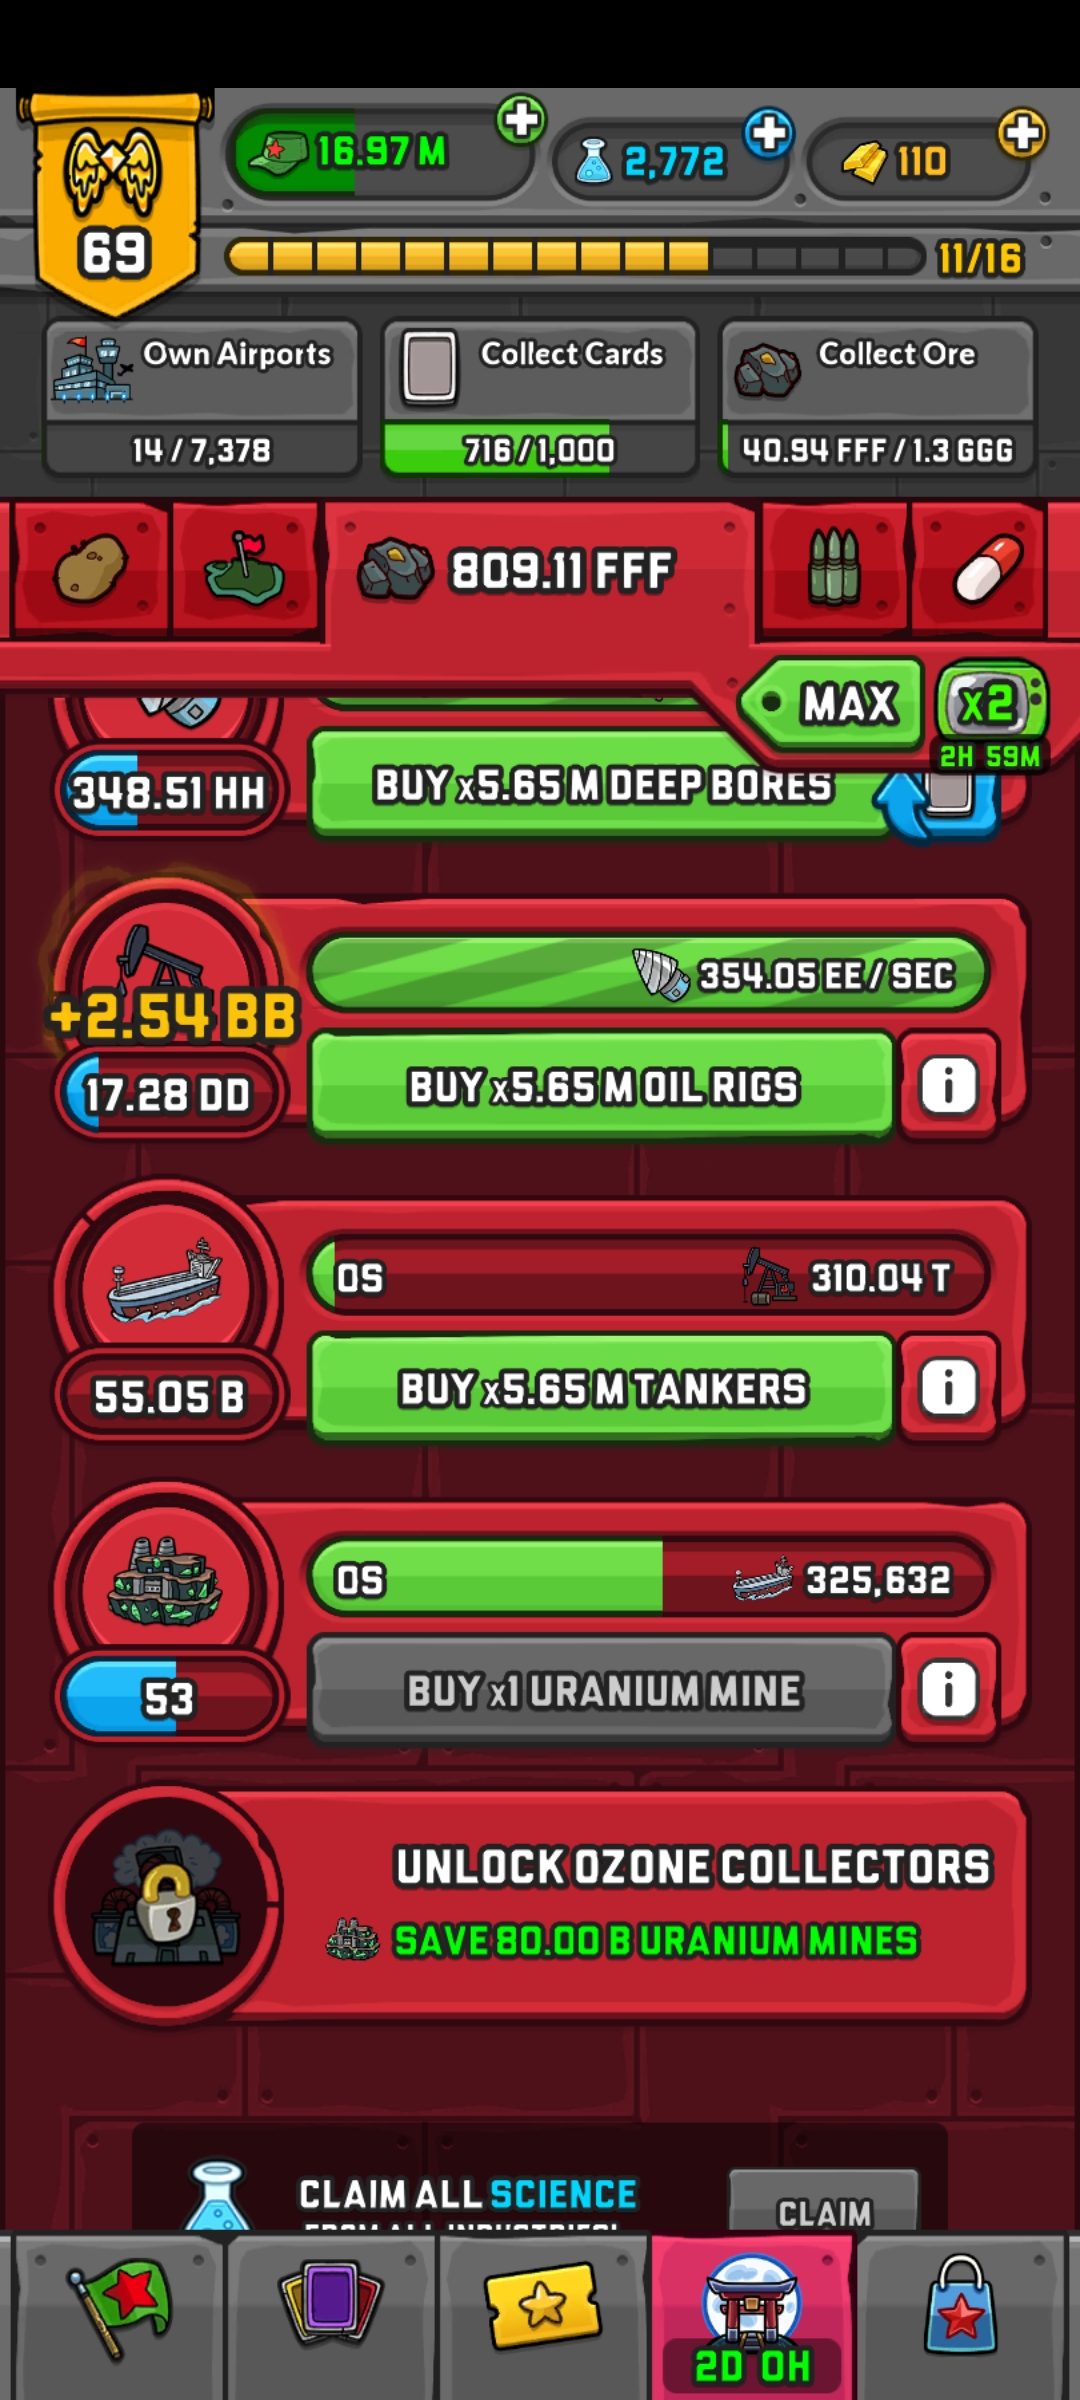 16.97 M
2,772
110
69
11/16
Own Airports
14 / 7,378
Collect Cards
716 / 1,000
Collect Ore
40.94 FFF / 1.3 GGG
809.11 FFF
MAX
x2
2H 59M
348.51 HH
BUY x5.65 M DEEP BORES
354.05 EE / SEC
+2.54 BB
17.28 DD
BUY x5.65 M OIL RIGS
i
0S
310.04 T
55.05 B
BUY x5.65 M TANKERS
i
0S
325,632
53
BUY x1 URANIUM MINE
i
UNLOCK OZONE COLLECTORS
SAVE 80.00 B URANIUM MINES
CLAIM ALL SCIENCE
FROM ALL INDUSTRIES!
CLAIM
2D 0H